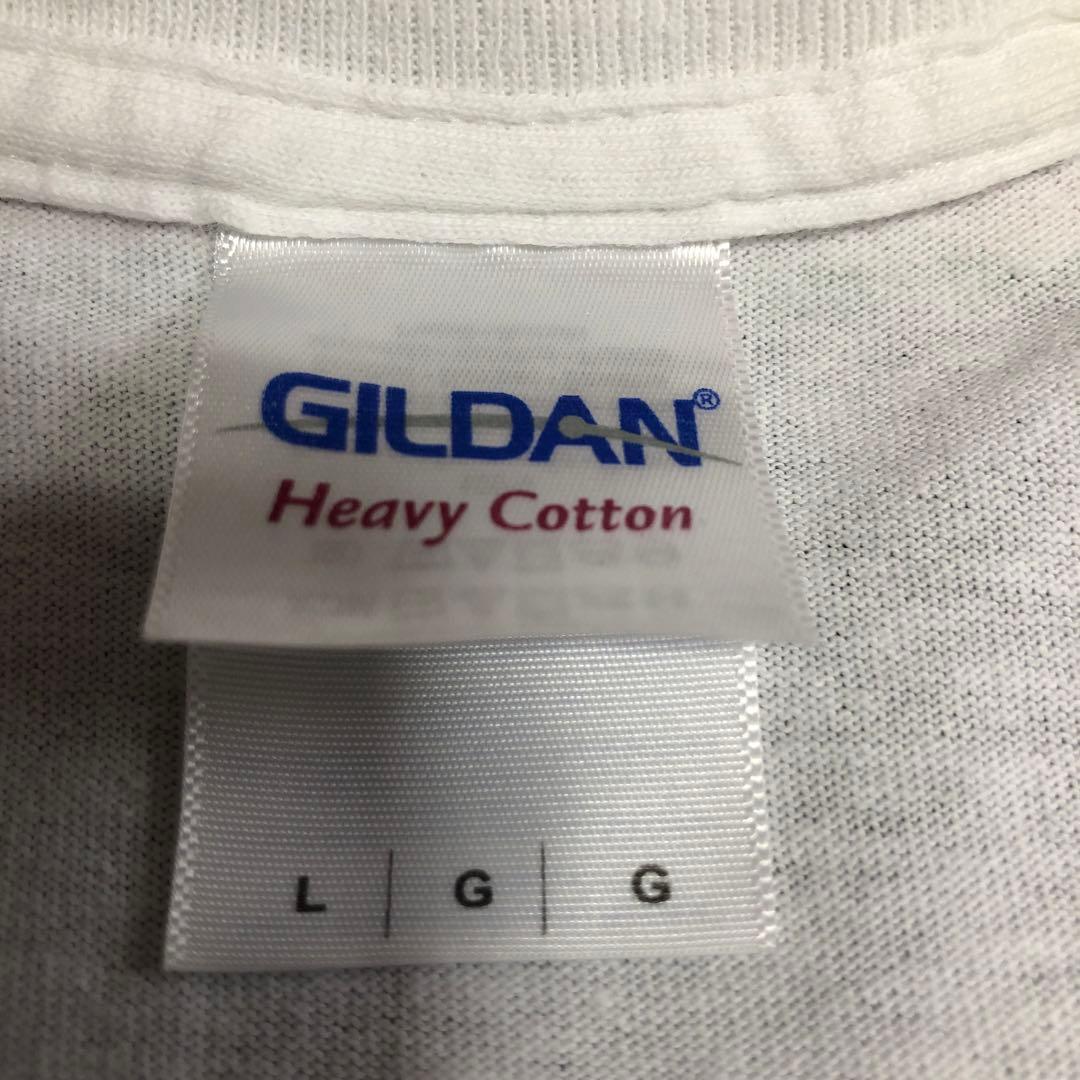 GILDAN®
Heavy Cotton
L | G | G